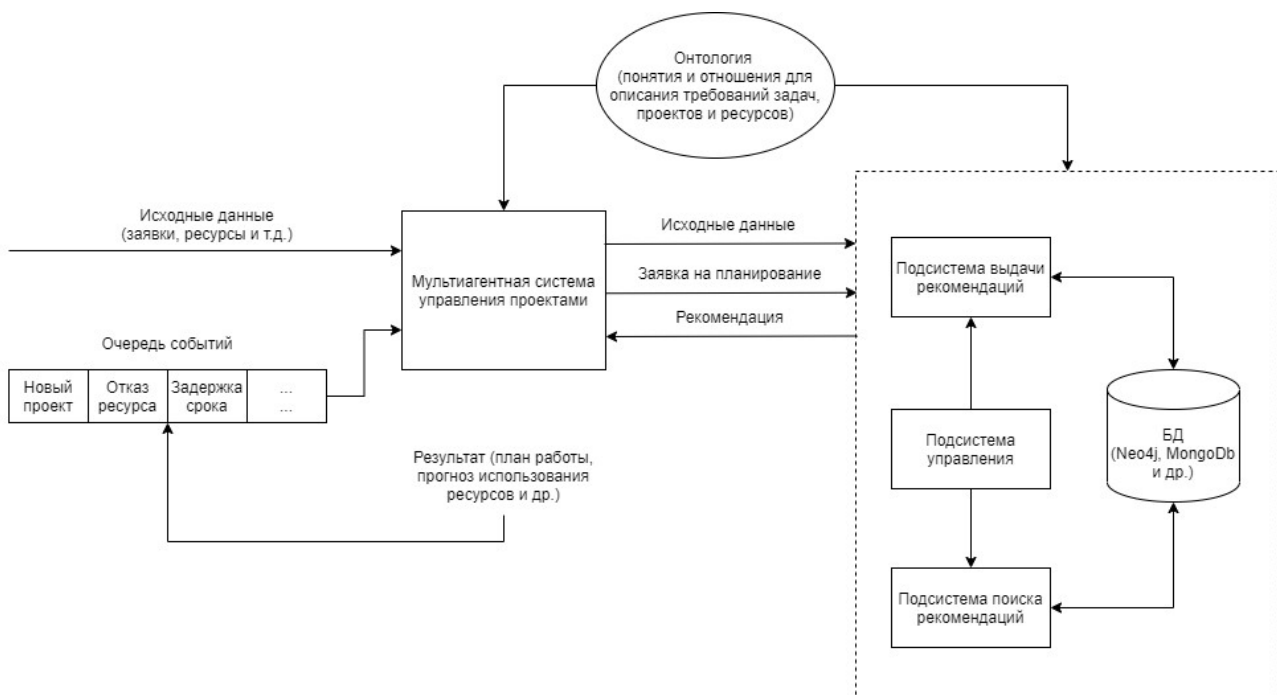 Онтология
(понятия и отношения для
описания требований задач,
проектов и ресурсов)
Исходные данные
(заявки, ресурсы и т.д.)
Мультиагентная система
управления проектами
Исходные данные
Заявка на планирование
Рекомендация
Очередь событий
Новый
проект
Отказ
ресурса
Задержка
срока
...
...
Результат (план работы,
прогноз использования
ресурсов и др.)
Подсистема выдачи
рекомендаций
Подсистема
управления
БД
(Neo4j, MongoDb
и др.)
Подсистема поиска
рекомендаций